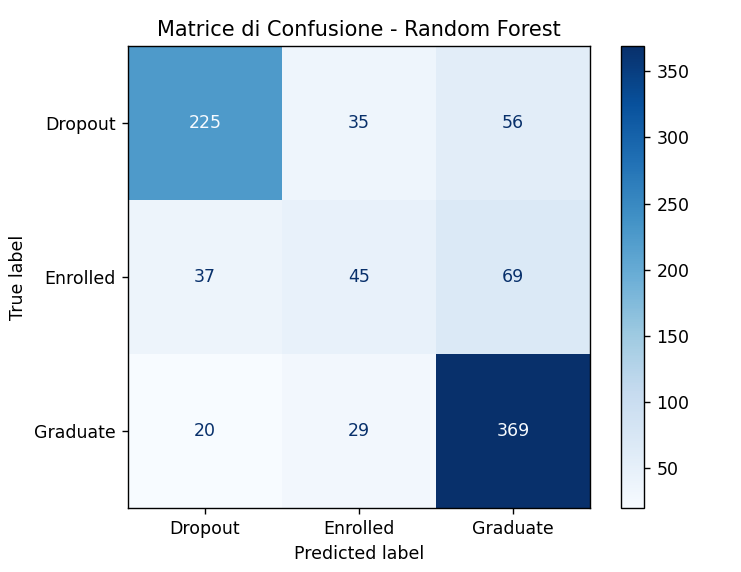 Matrice di Confusione - Random Forest
True label
Dropout
225
35
56
Enrolled
37
45
69
Graduate
20
29
369
Dropout
Enrolled
Graduate
Predicted label
350
300
250
200
150
100
50